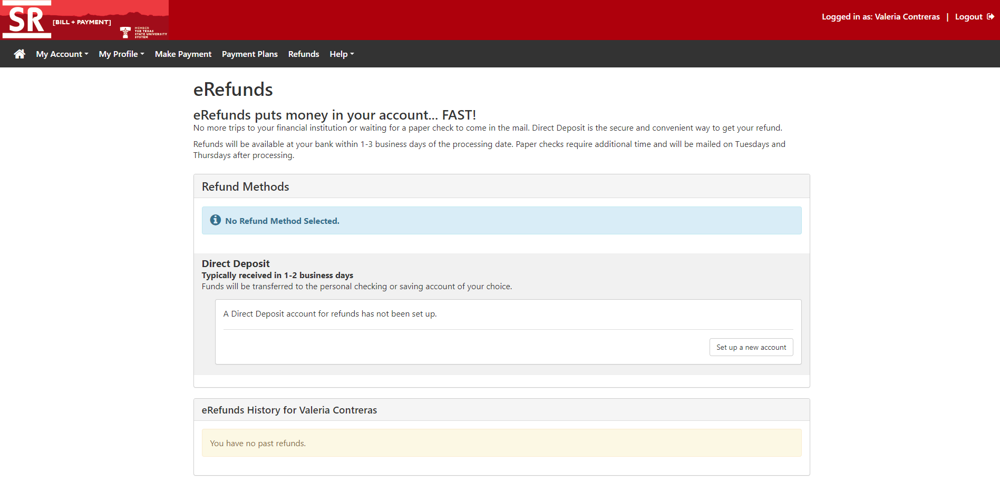 SR
[BILL + PAYMENT]
MEMBER
THE TEXAS
STATE UNIVERSITY
SYSTEM
Logged in as: Valeria Contreras | Logout
My Account My Profile Make Payment Payment Plans Refunds Help
eRefunds
eRefunds puts money in your account... FAST!
No more trips to your financial institution or waiting for a paper check to come in the mail. Direct Deposit is the secure and convenient way to get your refund.
Refunds will be available at your bank within 1-3 business days of the processing date. Paper checks require additional time and will be mailed on Tuesdays and
Thursdays after processing.
Refund Methods
No Refund Method Selected.
Direct Deposit
Typically received in 1-2 business days
Funds will be transferred to the personal checking or saving account of your choice.
A Direct Deposit account for refunds has not been set up.
Set up a new account
eRefunds History for Valeria Contreras
You have no past refunds.